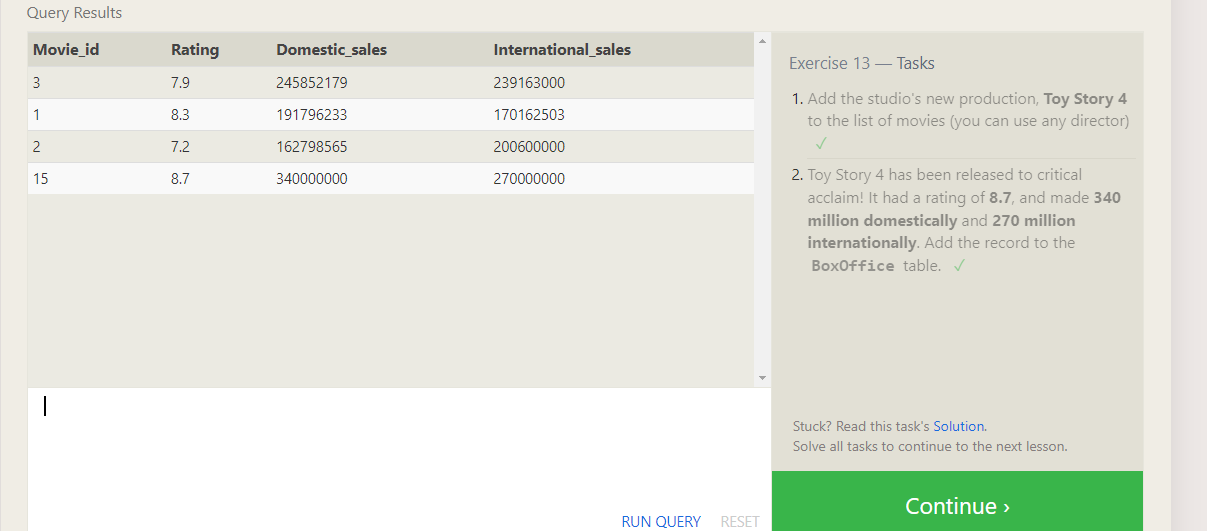 Query Results
Movie_id Rating Domestic_sales International_sales
3 7.9 245852179 239163000
1 8.3 191796233 170162503
2 7.2 162798565 200600000
15 8.7 340000000 270000000
RUN QUERY RESET
Exercise 13 — Tasks
1. Add the studio's new production, Toy Story 4
to the list of movies (you can use any director)
✓
2. Toy Story 4 has been released to critical
acclaim! It had a rating of 8.7, and made 340
million domestically and 270 million
internationally. Add the record to the
BoxOffice table. ✓
Stuck? Read this task's Solution.
Solve all tasks to continue to the next lesson.
Continue ›